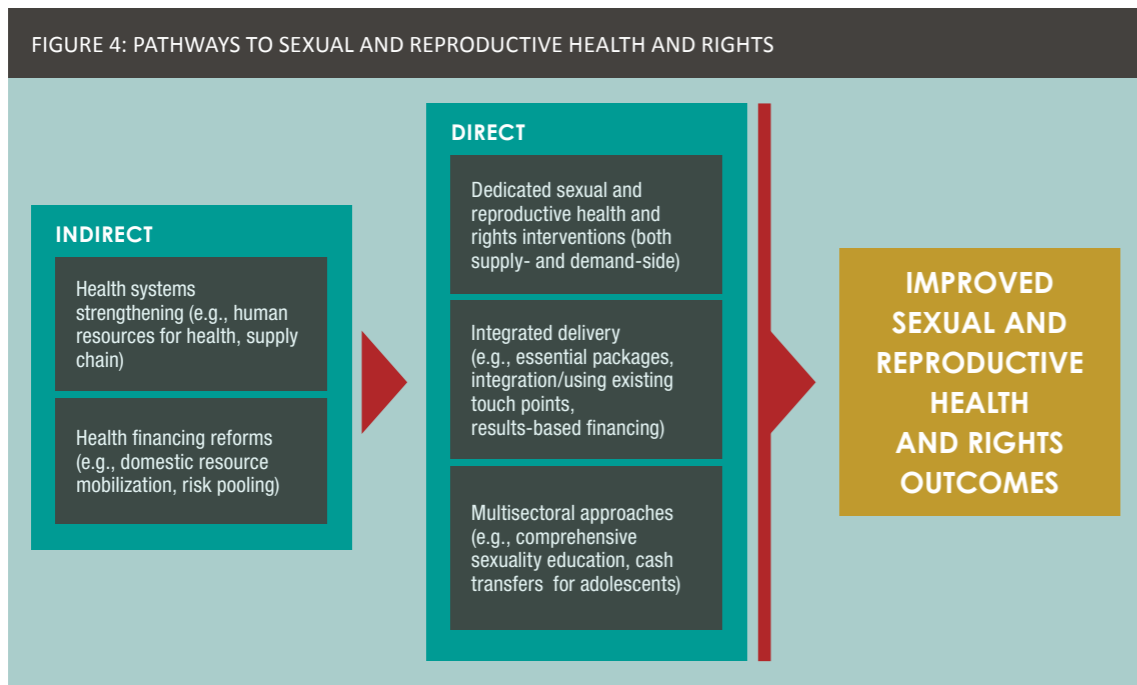 FIGURE 4: PATHWAYS TO SEXUAL AND REPRODUCTIVE HEALTH AND RIGHTS
INDIRECT
Health systems
strengthening (e.g., human
resources for health, supply
chain)
Health financing reforms
(e.g., domestic resource
mobilization, risk pooling)
DIRECT
Dedicated sexual and
reproductive health and
rights interventions (both
supply- and demand-side)
Integrated delivery
(e.g., essential packages,
integration/using existing
touch points,
results-based financing)
Multisectoral approaches
(e.g., comprehensive
sexuality education, cash
transfers for adolescents)
IMPROVED
SEXUAL AND
REPRODUCTIVE
HEALTH
AND RIGHTS
OUTCOMES